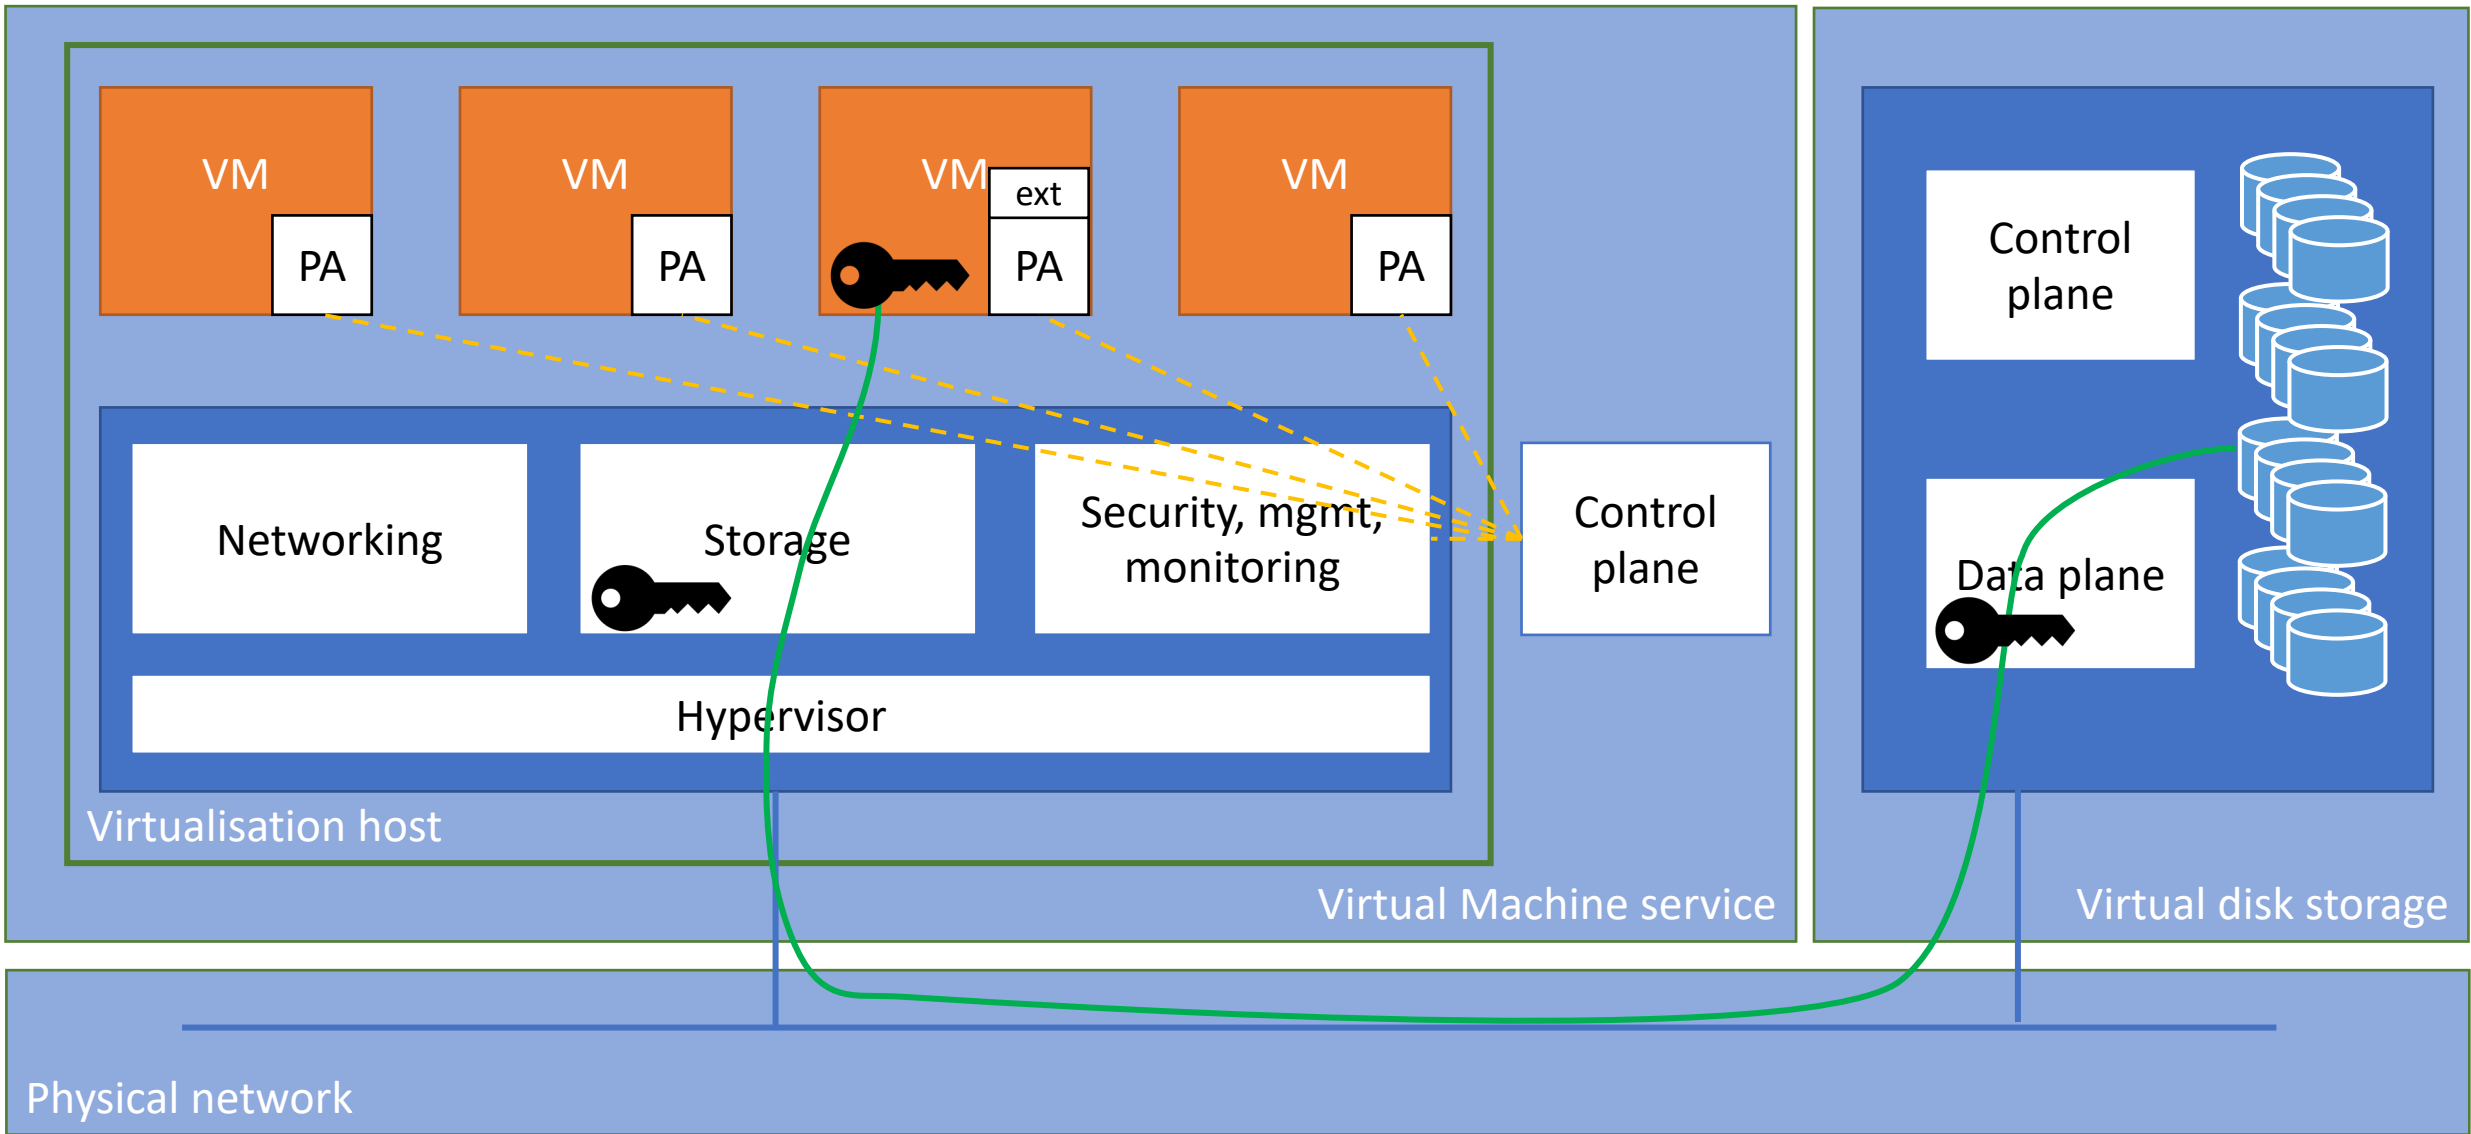 VM
PA
VM
PA
VM
ext
PA
VM
PA
Networking
Storage
Security, mgmt,
monitoring
Hypervisor
Virtualisation host
Control
plane
Virtual Machine service
Control
plane
Data plane
Virtual disk storage
Physical network